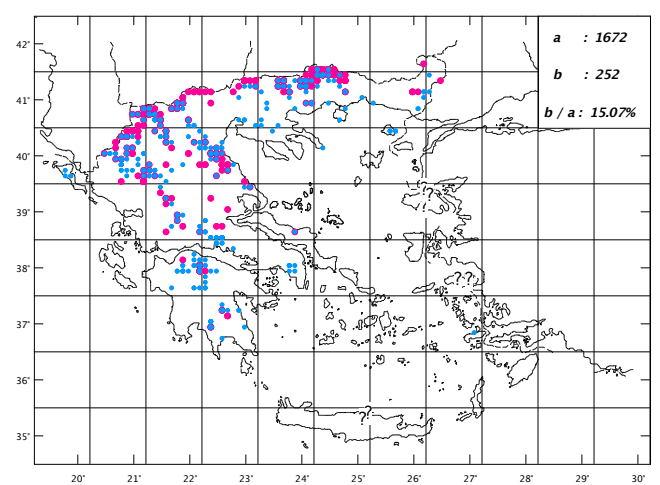 42'
a : 1672
b : 252
41'
b / a : 15.07%
40'
39'
?
38'
? ?
37'
36'
? ?
35'
20' 21' 22' 23' 24' 25' 26' 27' 28' 29' 30'